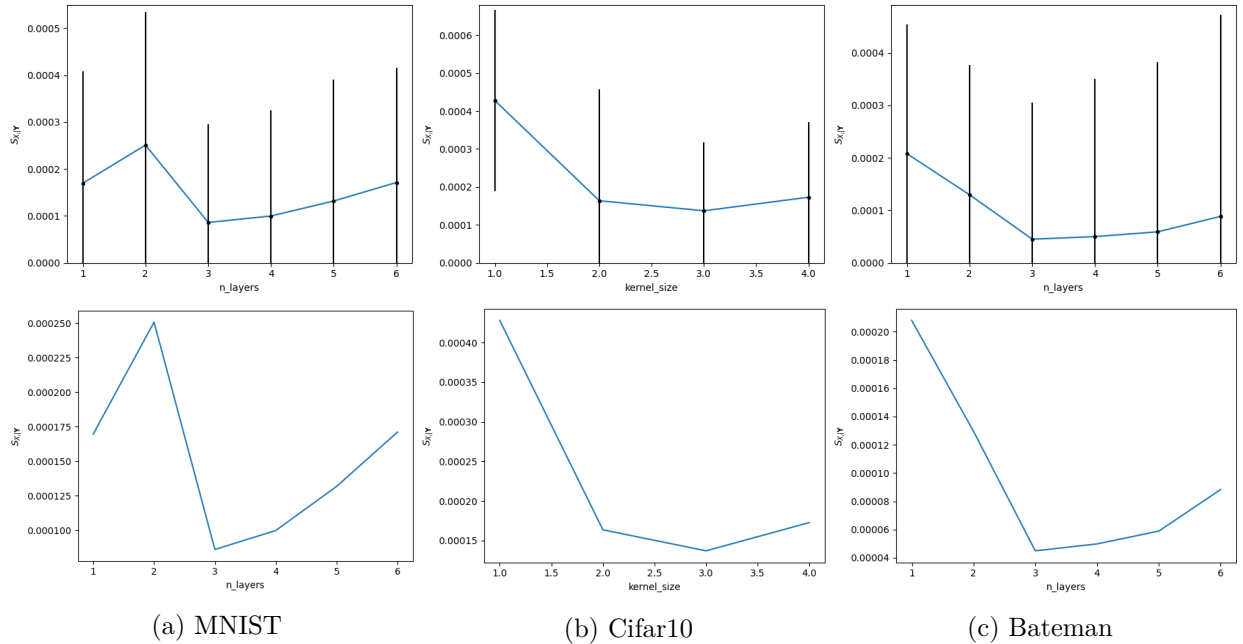 0.0005
0.0004
0.0003
0.0002
0.0001
0.0000
S_{X_i|Y}
1 2 3 4 5 6
n_layers
0.0006
0.0005
0.0004
0.0003
0.0002
0.0001
0.0000
S_{X_i|Y}
1.0 1.5 2.0 2.5 3.0 3.5 4.0
kernel_size
0.0004
0.0003
0.0002
0.0001
0.0000
S_{X_i|Y}
1 2 3 4 5 6
n_layers
0.000250
0.000225
0.000200
0.000175
0.000150
0.000125
0.000100
S_{X_i|Y}
1 2 3 4 5 6
n_layers
0.00040
0.00035
0.00030
0.00025
0.00020
0.00015
S_{X_i|Y}
1.0 1.5 2.0 2.5 3.0 3.5 4.0
kernel_size
0.00020
0.00018
0.00016
0.00014
0.00012
0.00010
0.00008
0.00006
0.00004
S_{X_i|Y}
1 2 3 4 5 6
n_layers
(a) MNIST
(b) Cifar10
(c) Bateman